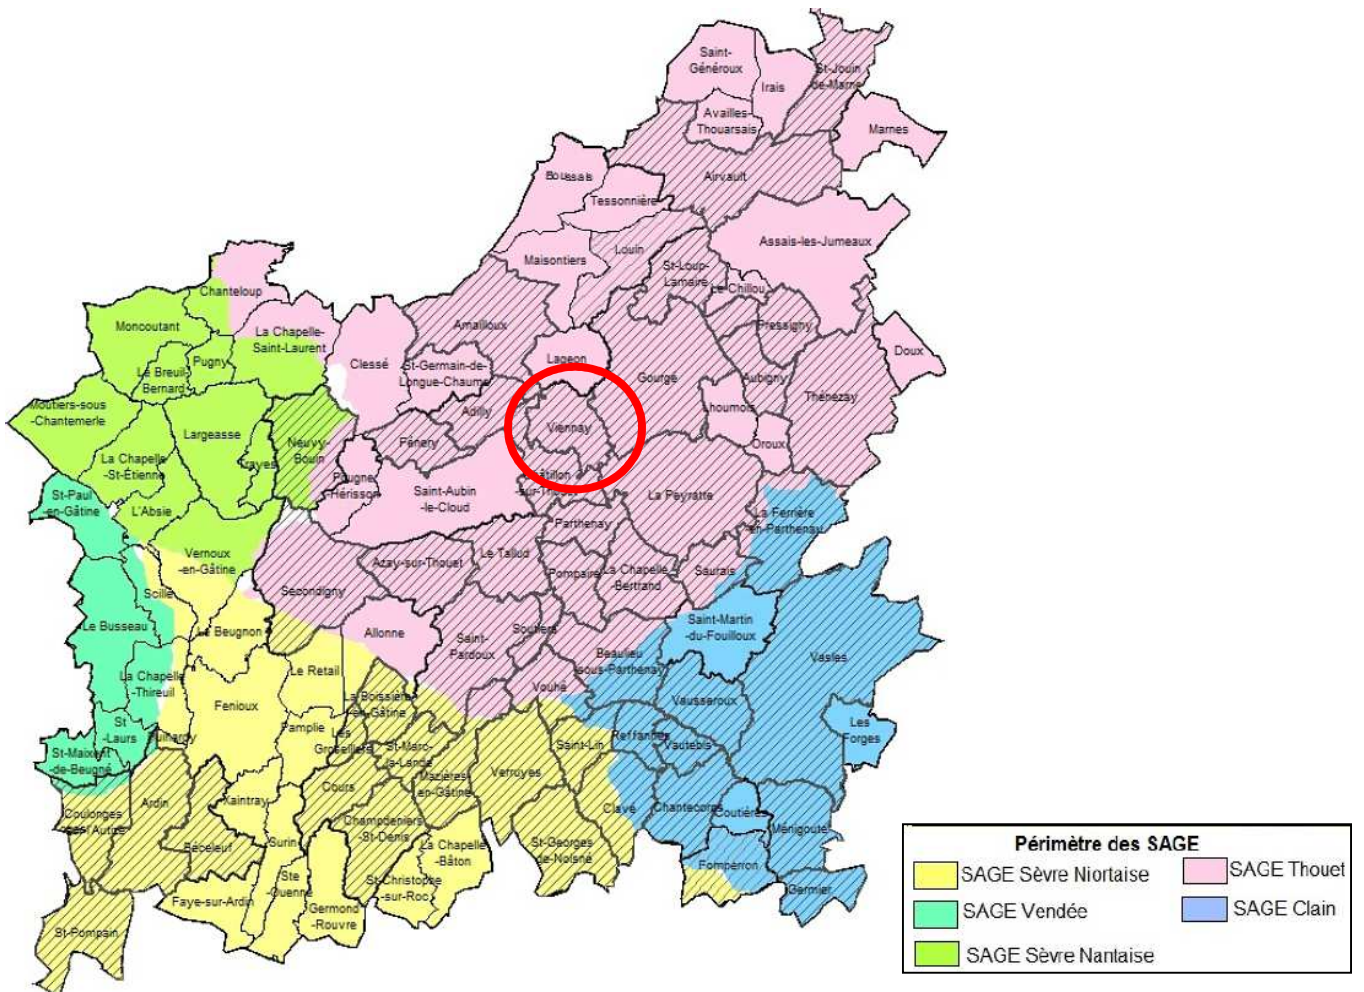 Saint-
Généroux
Irais
St-Jouin
-de-Marne
Availles-
Thouarsais
Marnes
Airvault
Boussais
Tessonnière
Assais-les-Jumeaux
Louin
Maisontiers
St-Loup-
Lamaire
Le Chillou
Chanteloup
Moncoutant
La Chapelle-
Saint-Laurent
Amailloux
Pressigny
Clessé
Lageon
Doux
Pugny
Le Breuil-
Bernard
St-Germain-de-
Longue-Chaume
Gourgé
Aubigny
Thénezay
Lhoumois
Moutiers-sous
-Chantemerle
Adilly
Viennay
Largeasse
Fénery
Neuvy-
Bouin
Oroux
La Chapelle
-St-Étienne
Trayes
Pougne
-Hérisson
Saint-Aubin
-le-Cloud
Châtillon
-sur-Thouet
La Peyratte
St-Paul
-en-Gâtine
L'Absie
La Ferrière
-en-Parthenay
Parthenay
Vernoux
-en-Gâtine
Le Tallud
Azay-sur-Thouet
Pompaire
La Chapelle
-Bertrand
Saurais
Secondigny
Scillé
Saint-Martin
-du-Fouilloux
Le Busseau
Le Beugnon
Allonne
Saint-
Pardoux
Soutiers
Beaulieu
-sous-Parthenay
Vasles
Le Retail
La Chapelle
-Thireuil
Vouhé
Vausseroux
La Boissière
-en-Gâtine
Fenioux
Les
Forges
St
-Laurs
Puihardy
Pamplie
Les
Groseillers
Reffannes
Vautebis
St-Marc-
la-Lande
Saint-Lin
St-Maixent
-de-Beugné
Verruyes
Mazières-
en-Gâtine
Ardin
Xaintray
Cours
Clavé
Chantecorps
Coutières
Coulonges
Champdeniers
-St-Denis
Ménigoute
Surin
Béceleuf
La Chapelle
-Bâton
St-Georges
-de-Noisné
Fomperron
Ste
-Ouenne
St-Christophe
-sur-Roc
Germier
Faye-sur-Ardin
Germond
-Rouvre
St-Pompain
Périmètre des SAGE
SAGE Sèvre Niortaise
SAGE Thouet
SAGE Vendée
SAGE Clain
SAGE Sèvre Nantaise